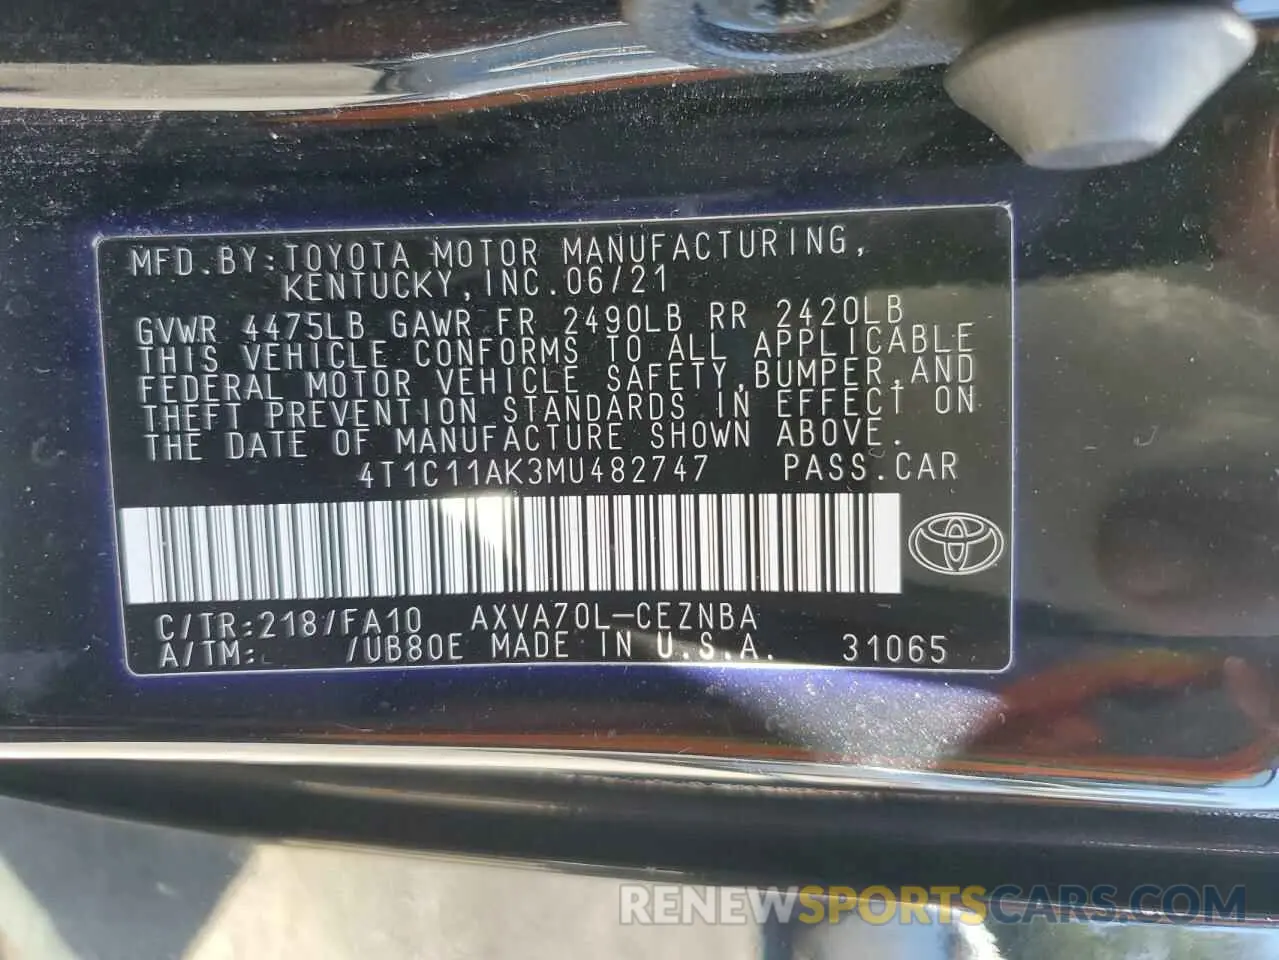 MFD.BY:TOYOTA MOTOR MANUFACTURING,
KENTUCKY,INC.06/21
GVWR 4475LB GAWR FR 2490LB RR 2420LB
THIS VEHICLE CONFORMS TO ALL APPLICABLE
FEDERAL MOTOR VEHICLE SAFETY,BUMPER,AND
THEFT PREVENTION STANDARDS IN EFFECT ON
THE DATE OF MANUFACTURE SHOWN ABOVE.
4T1C11AK3MU482747 PASS.CAR
C/TR:218/FA10 AXVA70L-CEZNBA
A/TM: /UB80E MADE IN U.S.A. 31065
RENEWSPORTSCARS.COM